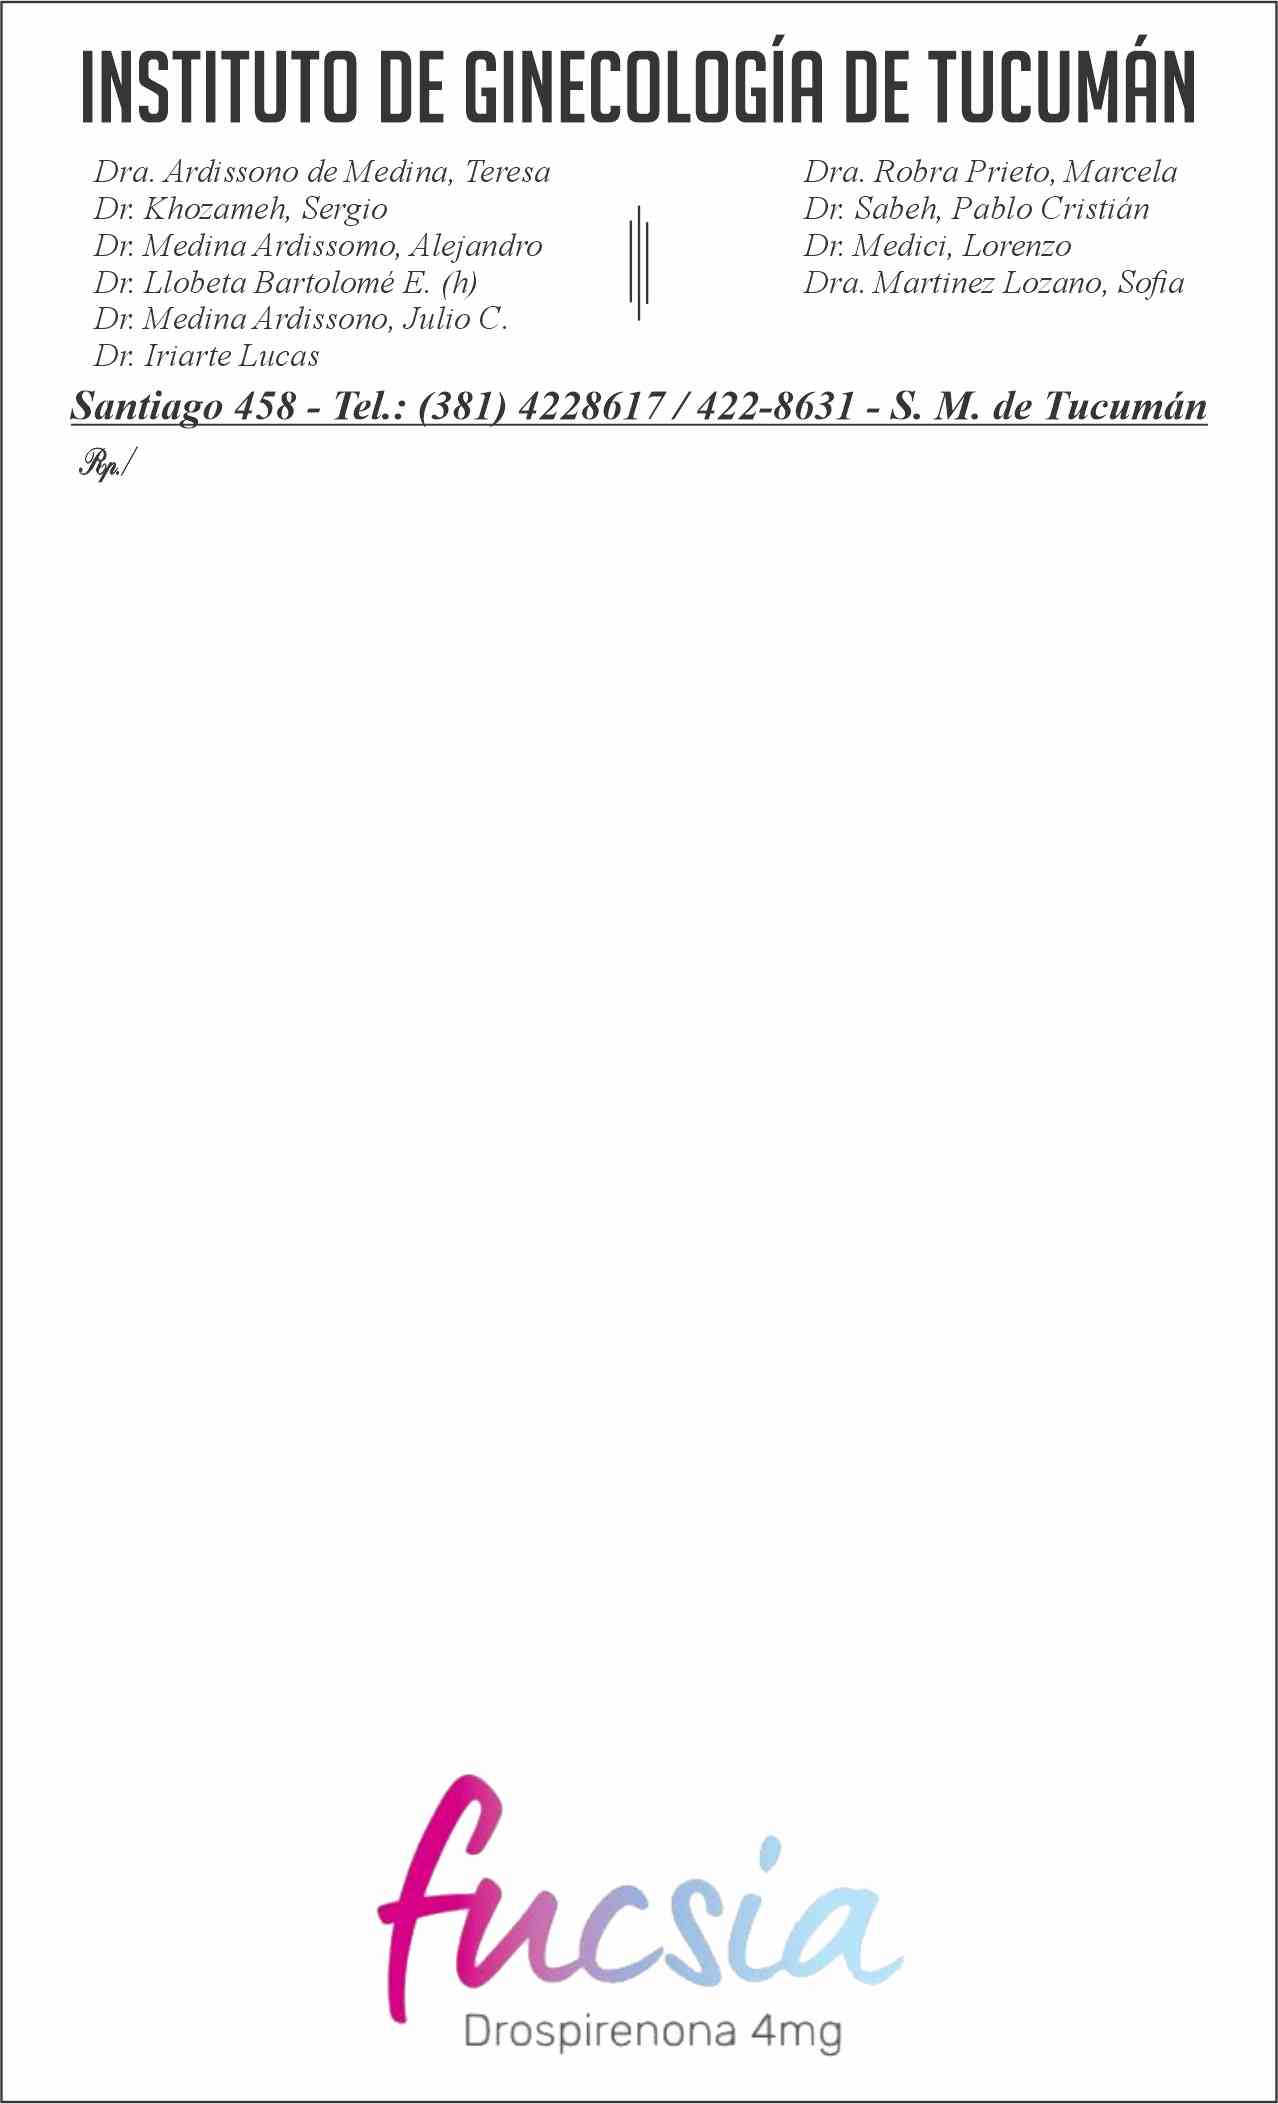 INSTITUTO DE GINECOLOGÍA DE TUCUMÁN
Dra. Ardissono de Medina, Teresa
Dr. Khozameh, Sergio
Dr. Medina Ardissomo, Alejandro
Dr. Llobeta Bartolomé E. (h)
Dr. Medina Ardissono, Julio C.
Dr. Iriarte Lucas
Dra. Robra Prieto, Marcela
Dr. Sabeh, Pablo Cristián
Dr. Medici, Lorenzo
Dra. Martinez Lozano, Sofia
Santiago 458 - Tel.: (381) 4228617 / 422-8631 - S. M. de Tucumán
Rp./
fucsia
Drospirenona 4mg